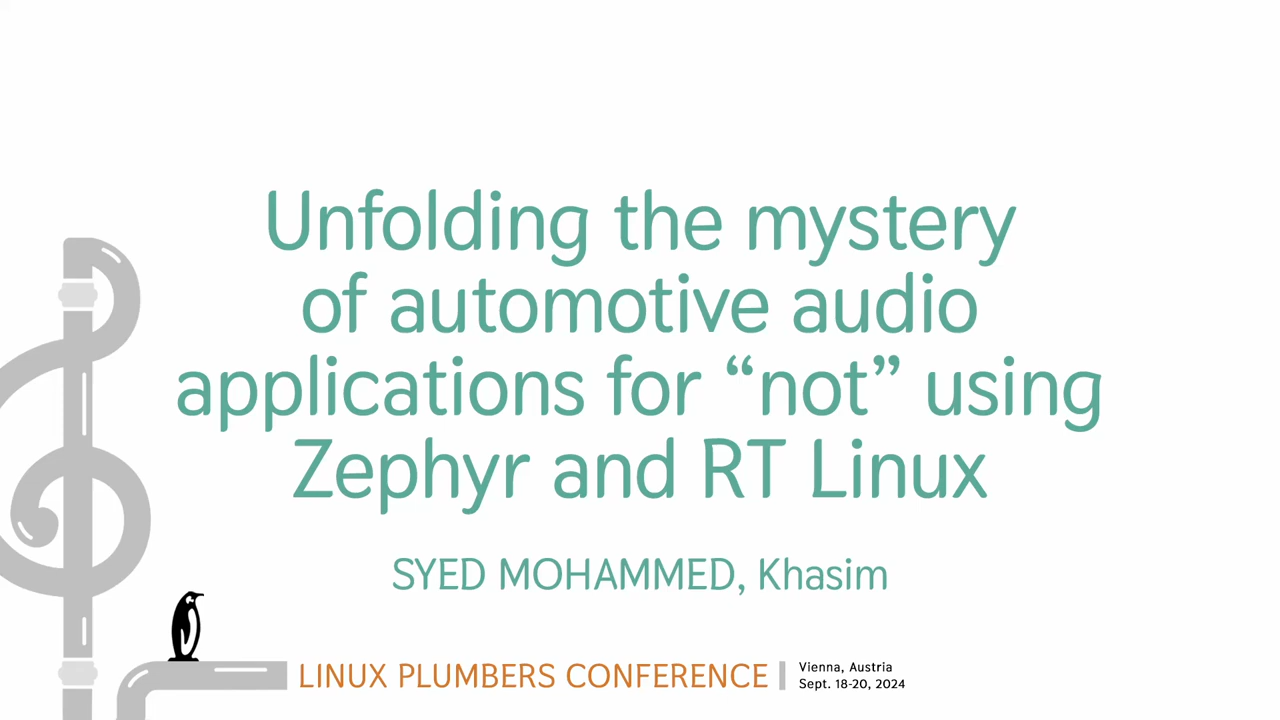 Unfolding the mystery
of automotive audio
applications for “not” using
Zephyr and RT Linux
SYED MOHAMMED, Khasim
LINUX PLUMBERS CONFERENCE
Vienna, Austria
Sept. 18-20, 2024